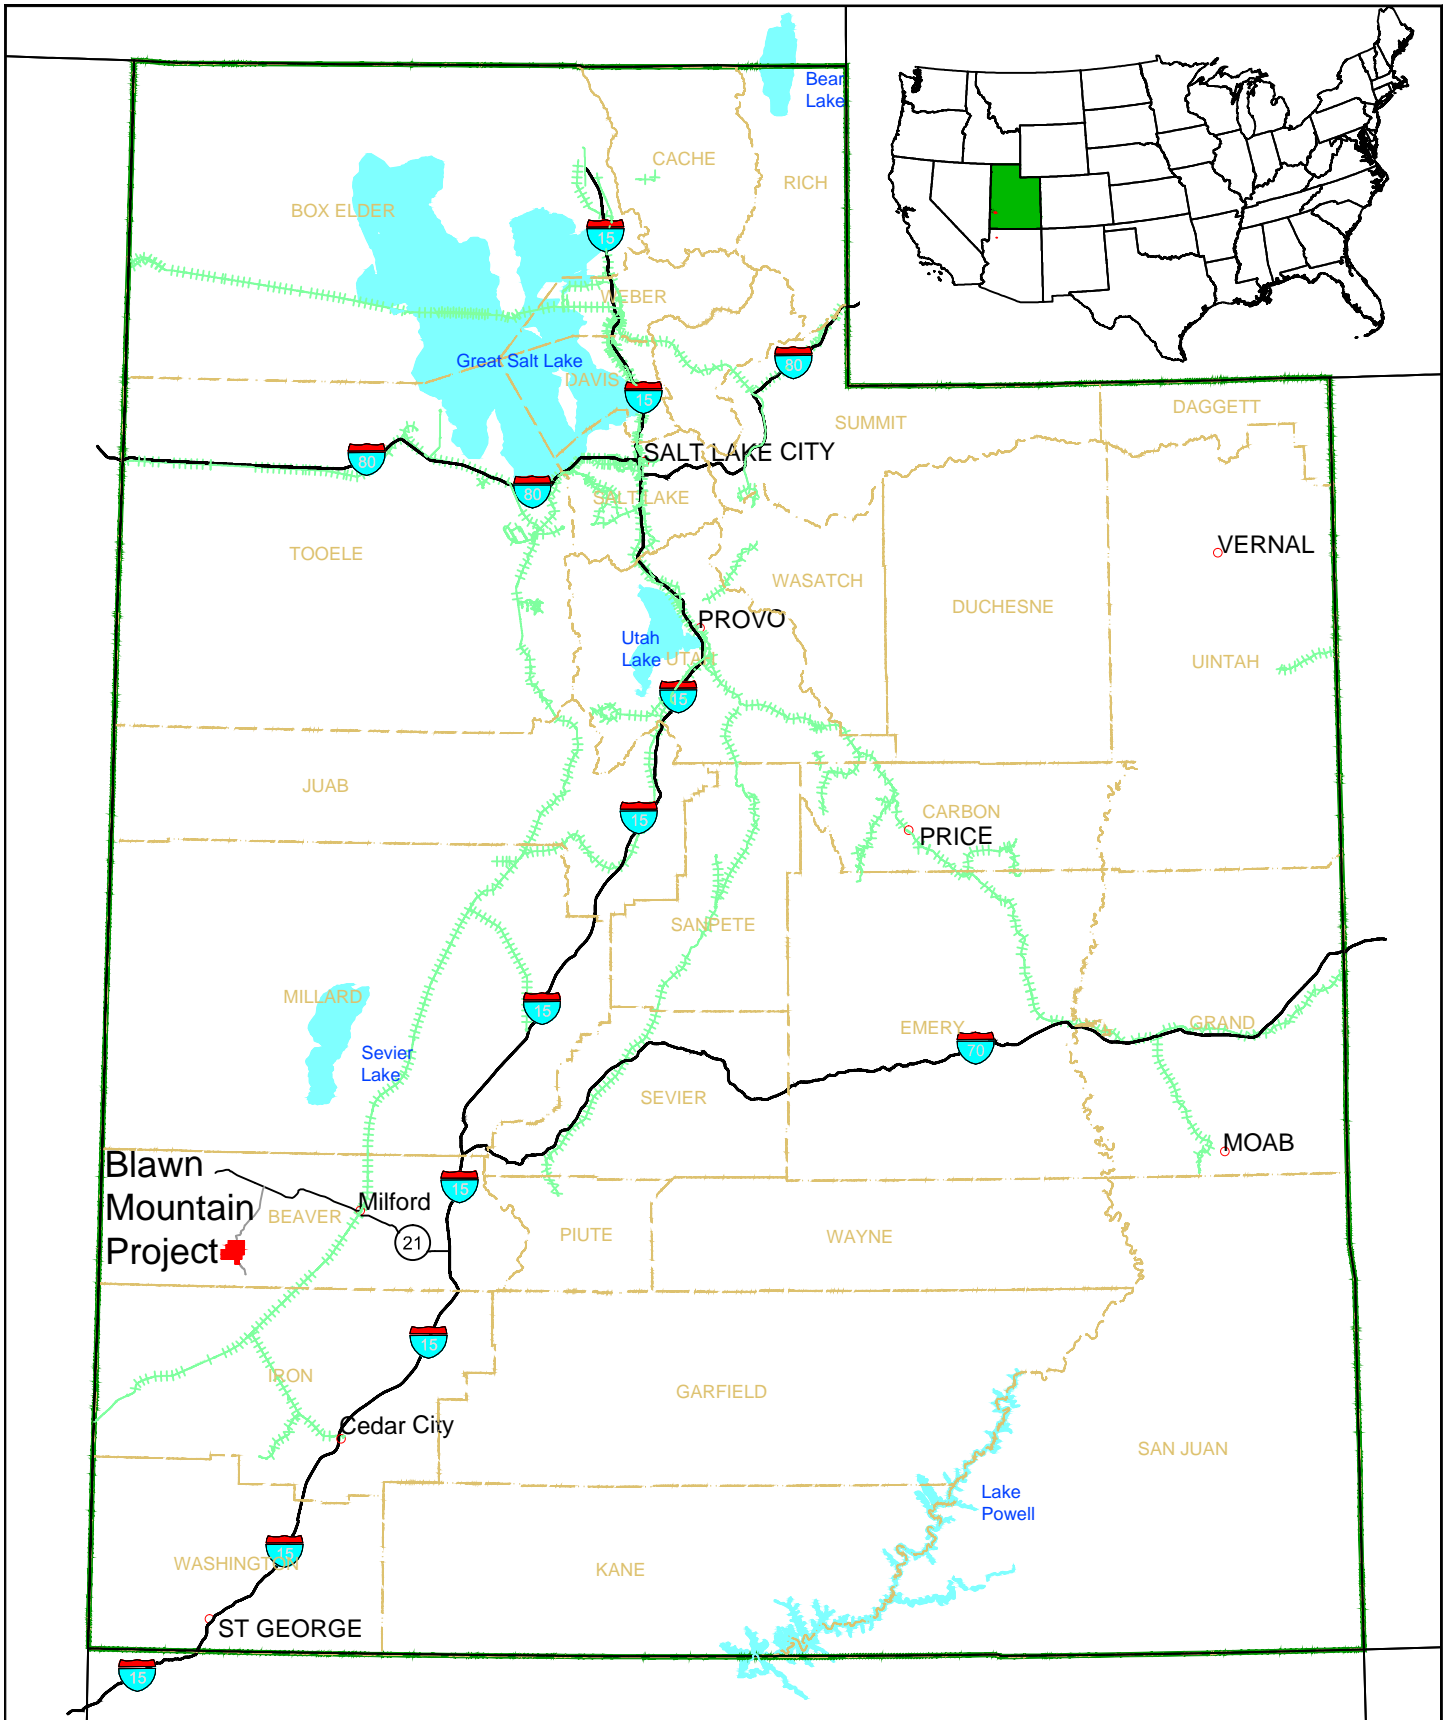 Bear
Lake
CACHE
RICH
BOX ELDER
15
WEBER
Great Salt Lake
80
DAVIS
15
DAGGETT
SUMMIT
SALT LAKE CITY
80
80
SALT LAKE
VERNAL
TOOELE
WASATCH
DUCHESNE
PROVO
Utah
Lake
UTAH
UINTAH
15
JUAB
15
CARBON
PRICE
SANPETE
MILLARD
15
EMERY
GRAND
70
Sevier
Lake
SEVIER
MOAB
Blawn
Mountain
Project
15
Milford
BEAVER
21
PIUTE
WAYNE
15
IRON
GARFIELD
Cedar City
SAN JUAN
Lake
Powell
15
WASHINGTON
KANE
ST GEORGE
15